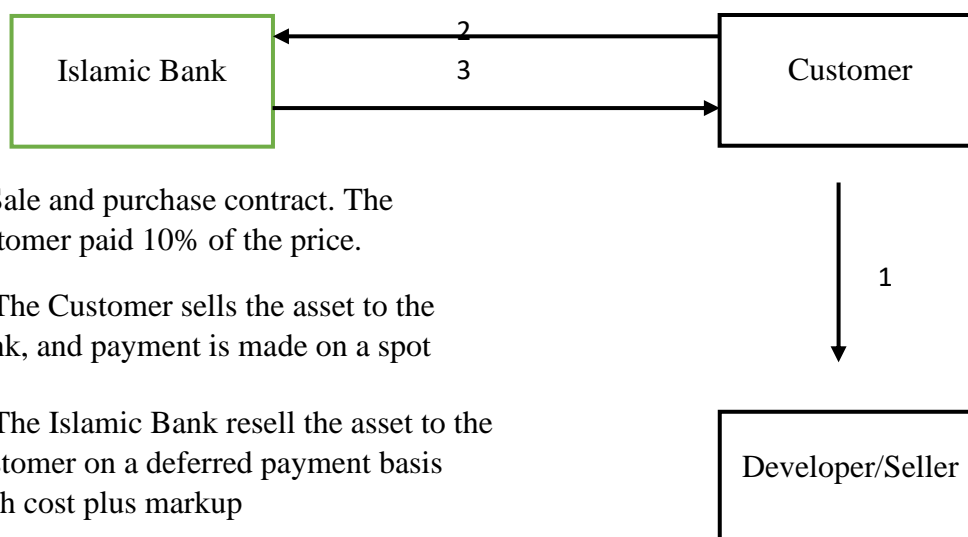 2
Islamic Bank
3
Customer
Sale and purchase contract. The
tomer paid 10% of the price.
1
The Customer sells the asset to the
nk, and payment is made on a spot
The Islamic Bank resell the asset to the
stomer on a deferred payment basis
h cost plus markup
Developer/Seller